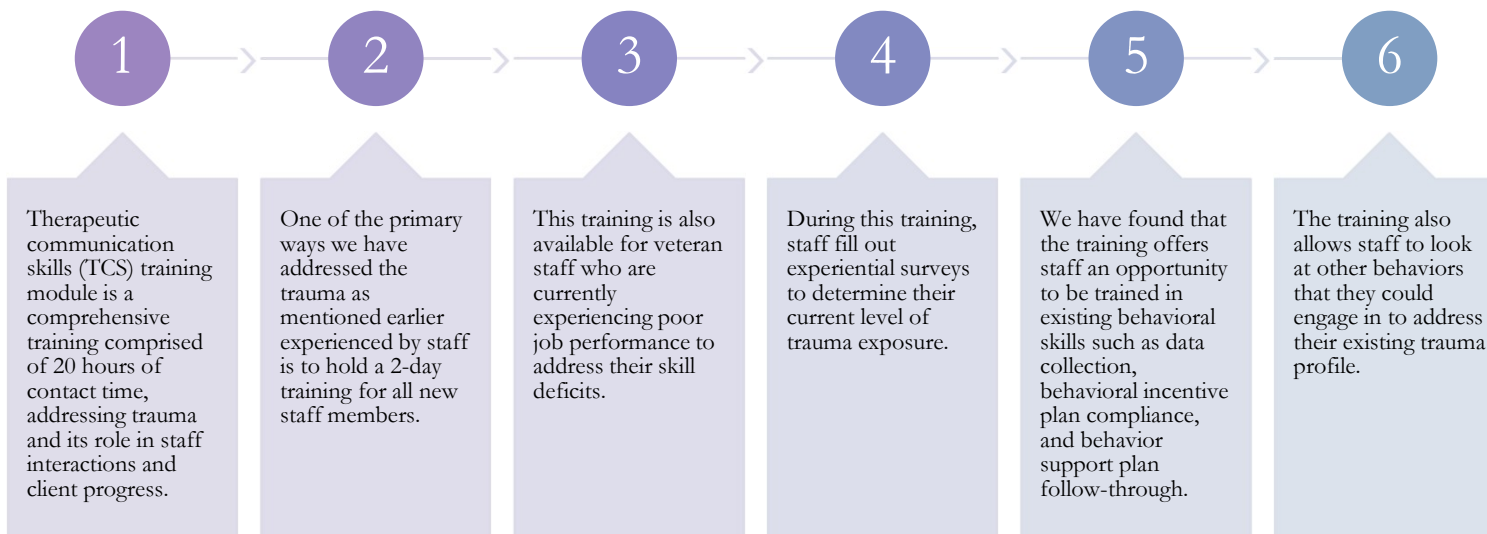 1
2
3
4
5
6
Therapeutic
communication
skills (TCS) training
module is a
comprehensive
training comprised
of 20 hours of
contact time,
addressing trauma
and its role in staff
interactions and
client progress.
One of the primary
ways we have
addressed the
trauma as
mentioned earlier
experienced by staff
is to hold a 2-day
training for all new
staff members.
This training is also
available for veteran
staff who are
currently
experiencing poor
job performance to
address their skill
deficits.
During this training,
staff fill out
experiential surveys
to determine their
current level of
trauma exposure.
We have found that
the training offers
staff an opportunity
to be trained in
existing behavioral
skills such as data
collection,
behavioral incentive
plan compliance,
and behavior
support plan
follow-through.
The training also
allows staff to look
at other behaviors
that they could
engage in to address
their existing trauma
profile.